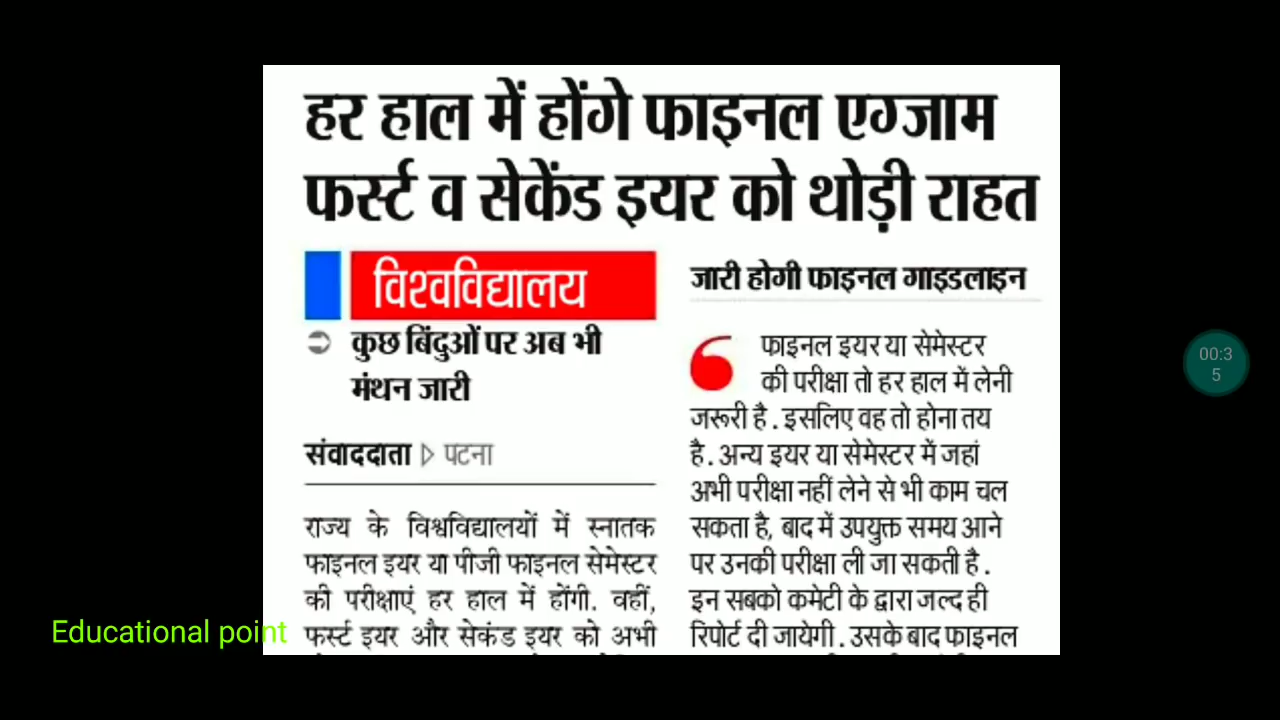 हर हाल में होंगे फाइनल एग्जाम
फर्स्ट व सेकेंड इयर को थोड़ी राहत
विश्वविद्यालय
कुछ बिंदुओं पर अब भी
मंथन जारी
संवाददाता ▷ पटना
राज्य के विश्वविद्यालयों में स्नातक
फाइनल इयर या पीजी फाइनल सेमेस्टर
की परीक्षाएं हर हाल में होंगी. वहीं,
फर्स्ट इयर और सेकंड इयर को अभी
जारी होगी फाइनल गाइडलाइन
फाइनल इयर या सेमेस्टर
की परीक्षा तो हर हाल में लेनी
जरूरी है . इसलिए वह तो होना तय
है . अन्य इयर या सेमेस्टर में जहां
अभी परीक्षा नहीं लेने से भी काम चल
सकता है, बाद में उपयुक्त समय आने
पर उनकी परीक्षा ली जा सकती है .
इन सबको कमेटी के द्वारा जल्द ही
रिपोर्ट दी जायेगी . उसके बाद फाइनल
Educational point
00:3
5